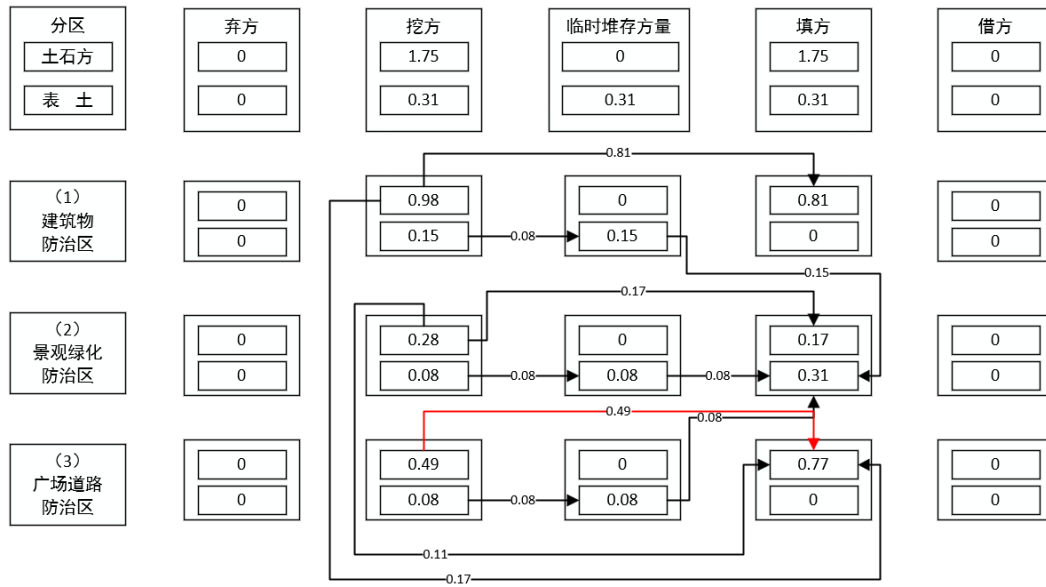 分区 弃方 挖方 临时堆存方量 填方 借方
土石方 0 1.75 0 1.75 0
表 土 0 0.31 0.31 0.31 0
0.81
（1）
建筑物
防治区
0 0.98 0 0.81 0
0 0.15 0.08 0.15 0 0
0.15
0.17
（2）
景观绿化
防治区
0 0.28 0 0.17 0
0 0.08 0.08 0.08 0.08 0.31 0
0.49
0.08
（3）
广场道路
防治区
0 0.49 0 0.77 0
0 0.08 0.08 0.08 0 0
0.11
0.17